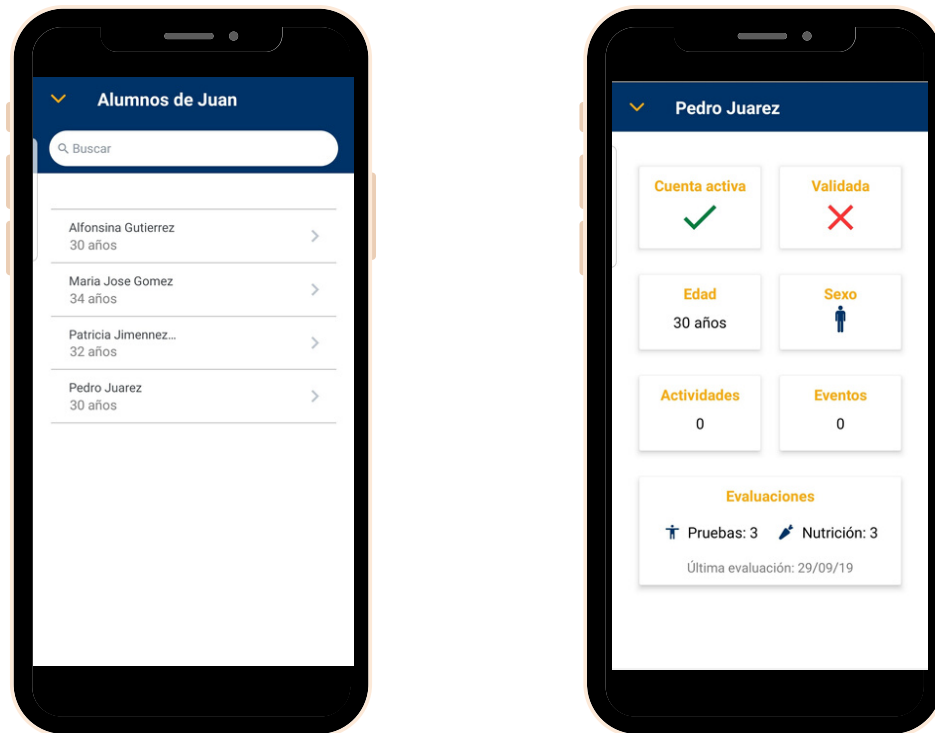 Alumnos de Juan
Buscar
Alfonsina Gutierrez
30 años
Maria Jose Gomez
34 años
Patricia Jimennez...
32 años
Pedro Juarez
30 años
Pedro Juarez
Cuenta activa
Validada
Edad
30 años
Sexo
Actividades
0
Eventos
0
Evaluaciones
Pruebas: 3 Nutrición: 3
Última evaluación: 29/09/19